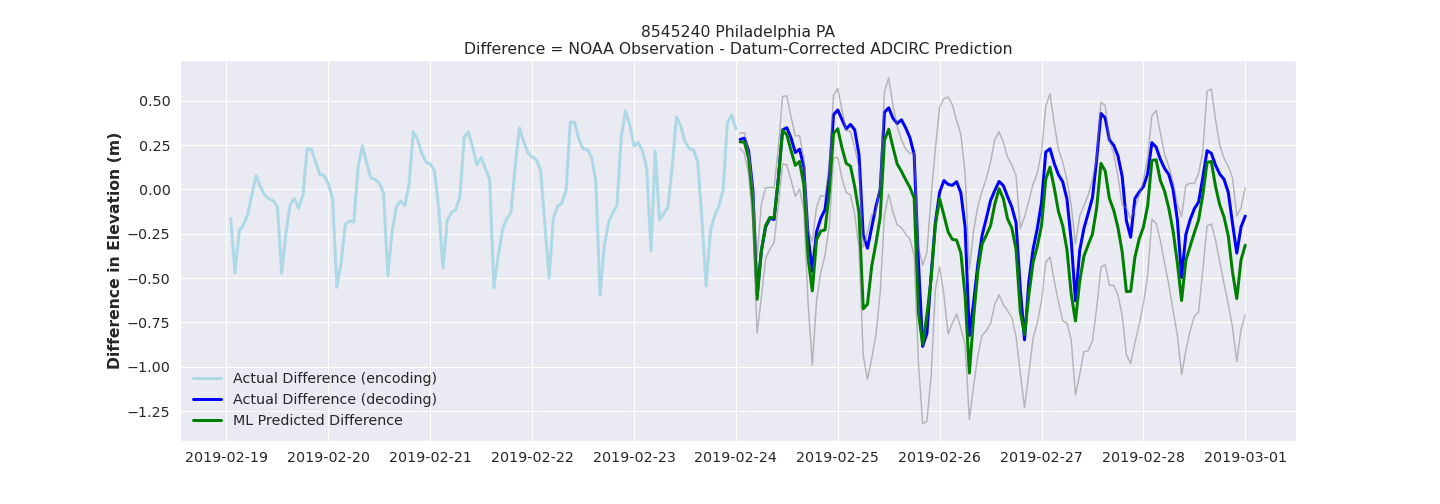 8545240 Philadelphia PA
Difference = NOAA Observation - Datum-Corrected ADCIRC Prediction
Difference in Elevation (m)
0.50
0.25
0.00
−0.25
−0.50
−0.75
−1.00
−1.25
Actual Difference (encoding)
Actual Difference (decoding)
ML Predicted Difference
2019-02-19 2019-02-20 2019-02-21 2019-02-22 2019-02-23 2019-02-24 2019-02-25 2019-02-26 2019-02-27 2019-02-28 2019-03-01